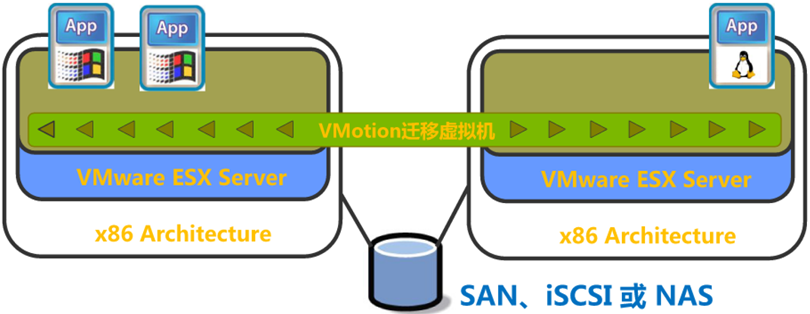 App
App
App
VMotion迁移虚拟机
VMware ESX Server
VMware ESX Server
x86 Architecture
x86 Architecture
SAN、iSCSI 或 NAS